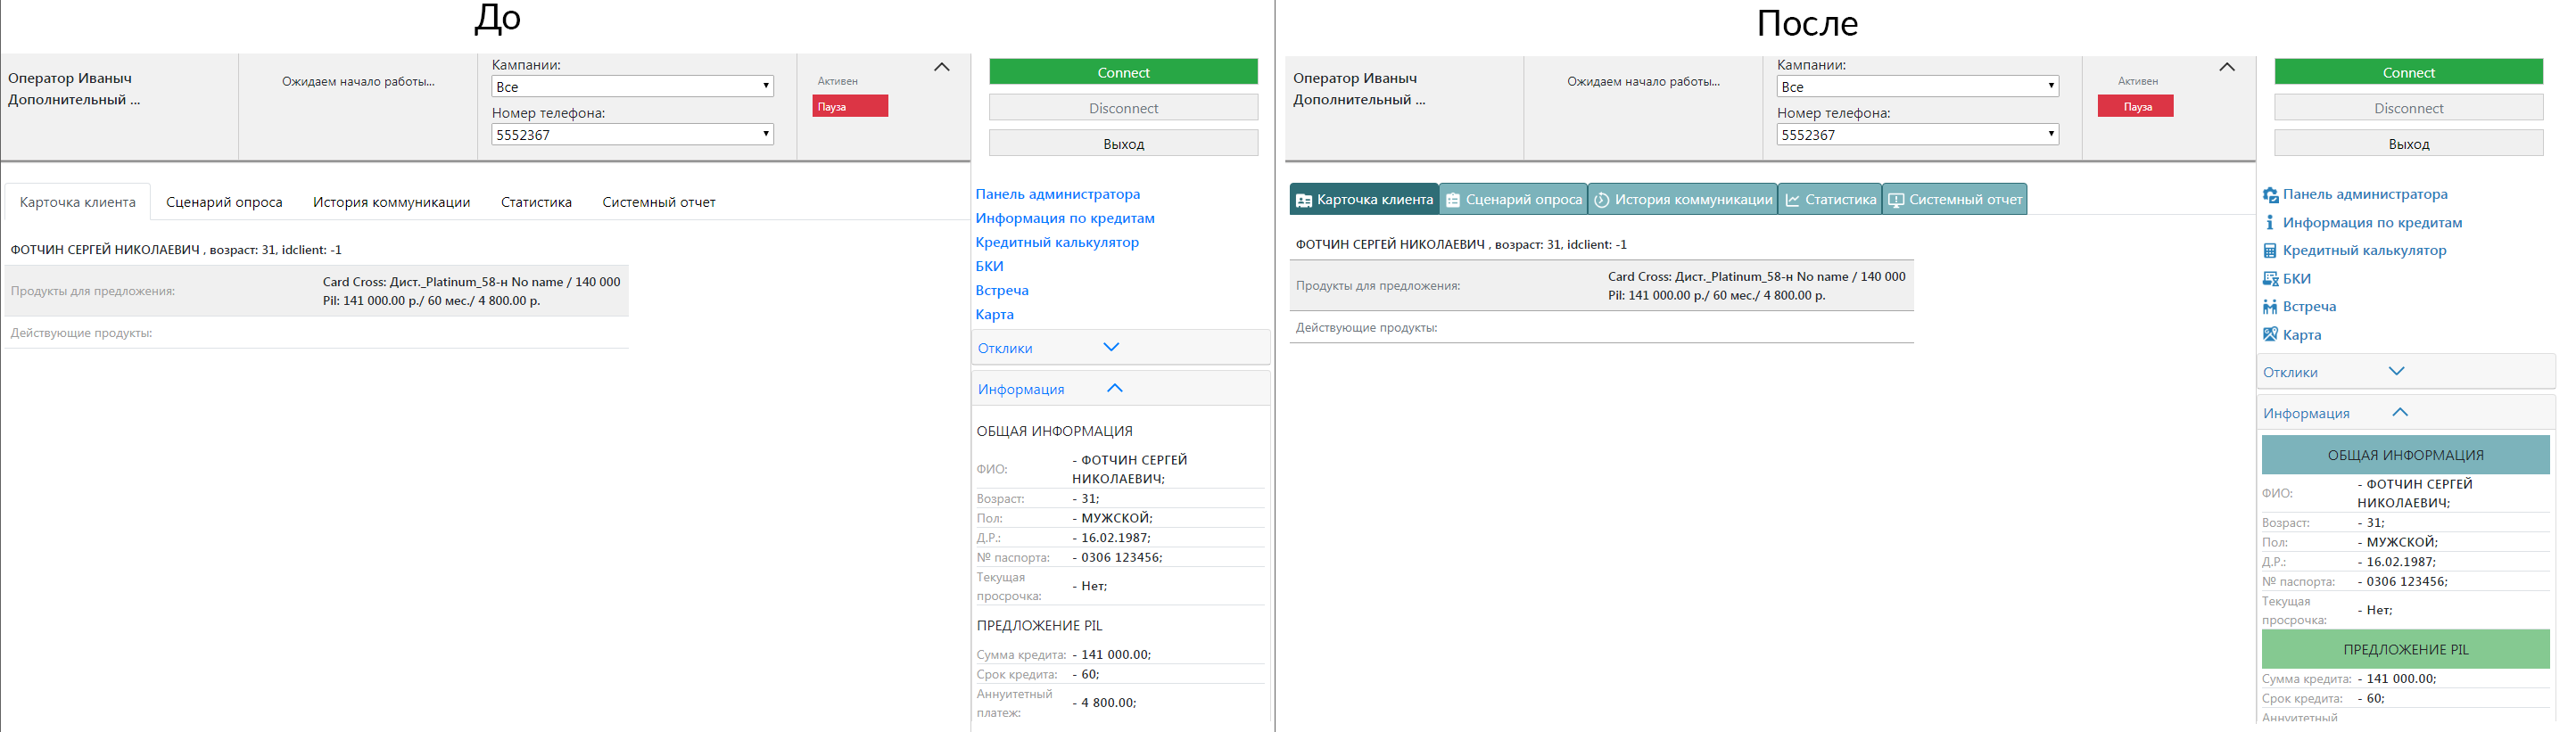 До
Оператор Иваныч
Дополнительный ...
Ожидаем начало работы...
Кампании:
Все
Номер телефона:
5552367
Активен
Пауза
Connect
Disconnect
Выход
Карточка клиента
Сценарий опроса
История коммуникации
Статистика
Системный отчет
ФОТЧИН СЕРГЕЙ НИКОЛАЕВИЧ , возраст: 31, idclient: -1
Продукты для предложения:
Card Cross: Дист._Platinum_58-н No name / 140 000
Pil: 141 000.00 р./ 60 мес./ 4 800.00 р.
Действующие продукты:
Панель администратора
Информация по кредитам
Кредитный калькулятор
БКИ
Встреча
Карта
Отклики
Информация
ОБЩАЯ ИНФОРМАЦИЯ
ФИО:
- ФОТЧИН СЕРГЕЙ
НИКОЛАЕВИЧ;
Возраст: - 31;
Пол: - МУЖСКОЙ;
Д.Р.: - 16.02.1987;
№ паспорта: - 0306 123456;
Текущая
просрочка:
- Нет;
ПРЕДЛОЖЕНИЕ PIL
Сумма кредита: - 141 000.00;
Срок кредита: - 60;
Аннуитетный
платеж:
- 4 800.00;
После
Оператор Иваныч
Дополнительный ...
Ожидаем начало работы...
Кампании:
Все
Номер телефона:
5552367
Активен
Пауза
Connect
Disconnect
Выход
Карточка клиента
Сценарий опроса
История коммуникации
Статистика
Системный отчет
ФОТЧИН СЕРГЕЙ НИКОЛАЕВИЧ , возраст: 31, idclient: -1
Продукты для предложения:
Card Cross: Дист._Platinum_58-н No name / 140 000
Pil: 141 000.00 р./ 60 мес./ 4 800.00 р.
Действующие продукты:
Панель администратора
Информация по кредитам
Кредитный калькулятор
БКИ
Встреча
Карта
Отклики
Информация
ОБЩАЯ ИНФОРМАЦИЯ
ФИО:
- ФОТЧИН СЕРГЕЙ
НИКОЛАЕВИЧ;
Возраст: - 31;
Пол: - МУЖСКОЙ;
Д.Р.: - 16.02.1987;
№ паспорта: - 0306 123456;
Текущая
просрочка:
- Нет;
ПРЕДЛОЖЕНИЕ PIL
Сумма кредита: - 141 000.00;
Срок кредита: - 60;
Аннуитетный